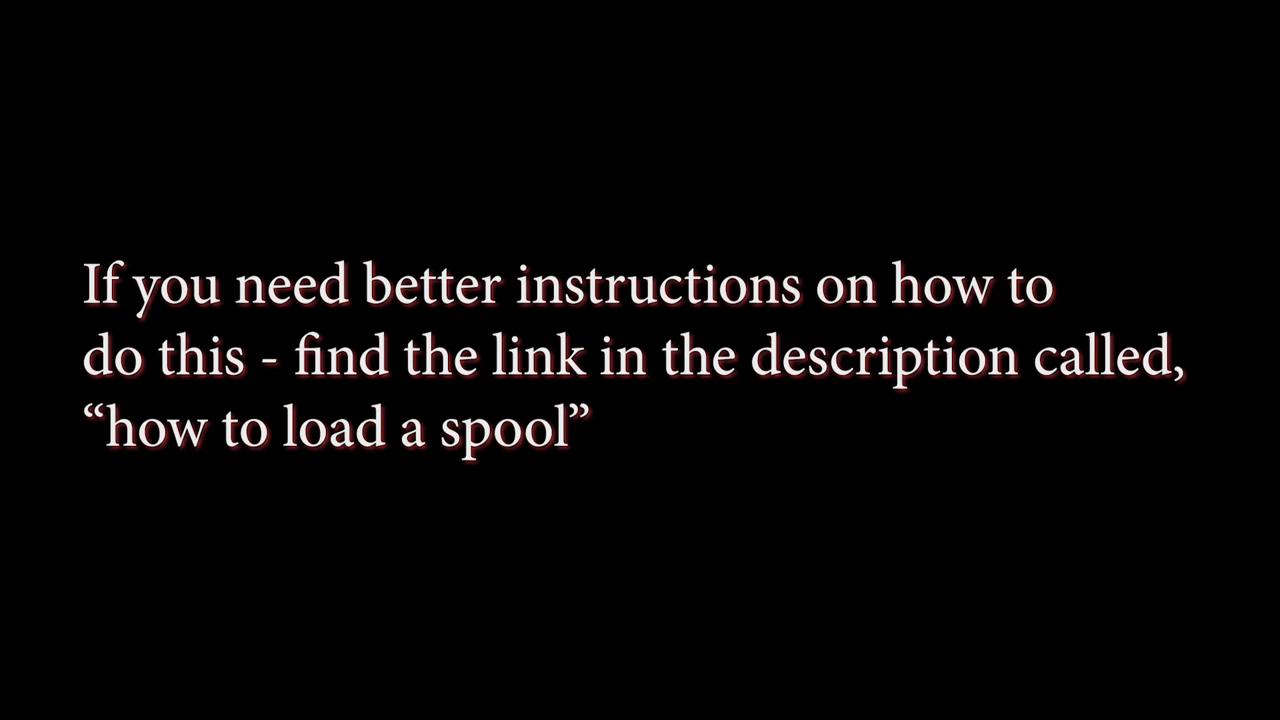 If you need better instructions on how to
do this - find the link in the description called,
“how to load a spool”